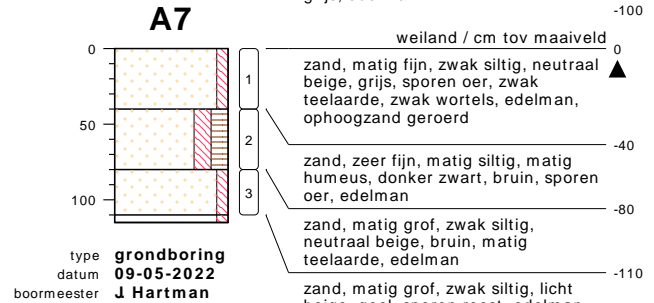 -100
A7
weiland / cm tov maaiveld
0
0
zand, matig fijn, zwak siltig, neutraal
beige, grijs, sporen oer, zwak
teelaarde, zwak wortels, edelman,
ophoogzand geroerd
1
-40
50
2
zand, zeer fijn, matig siltig, matig
humeus, donker zwart, bruin, sporen
oer, edelman
-80
100
3
zand, matig grof, zwak siltig,
neutraal beige, bruin, matig
teelaarde, edelman
-110
type grondboring
datum 09-05-2022
boormeester J Hartman
zand, matig grof, zwak siltig, licht